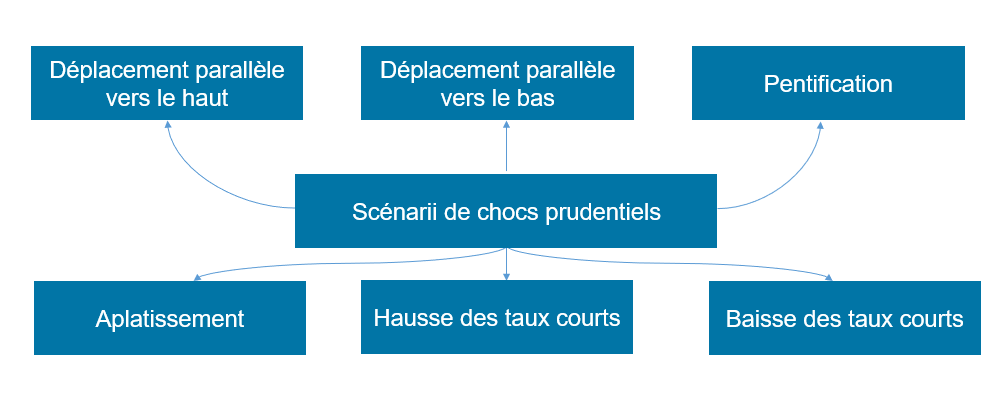 Déplacement parallèle
vers le haut
Déplacement parallèle
vers le bas
Pentification
Scénarii de chocs prudentiels
Aplatissement
Hausse des taux courts
Baisse des taux courts